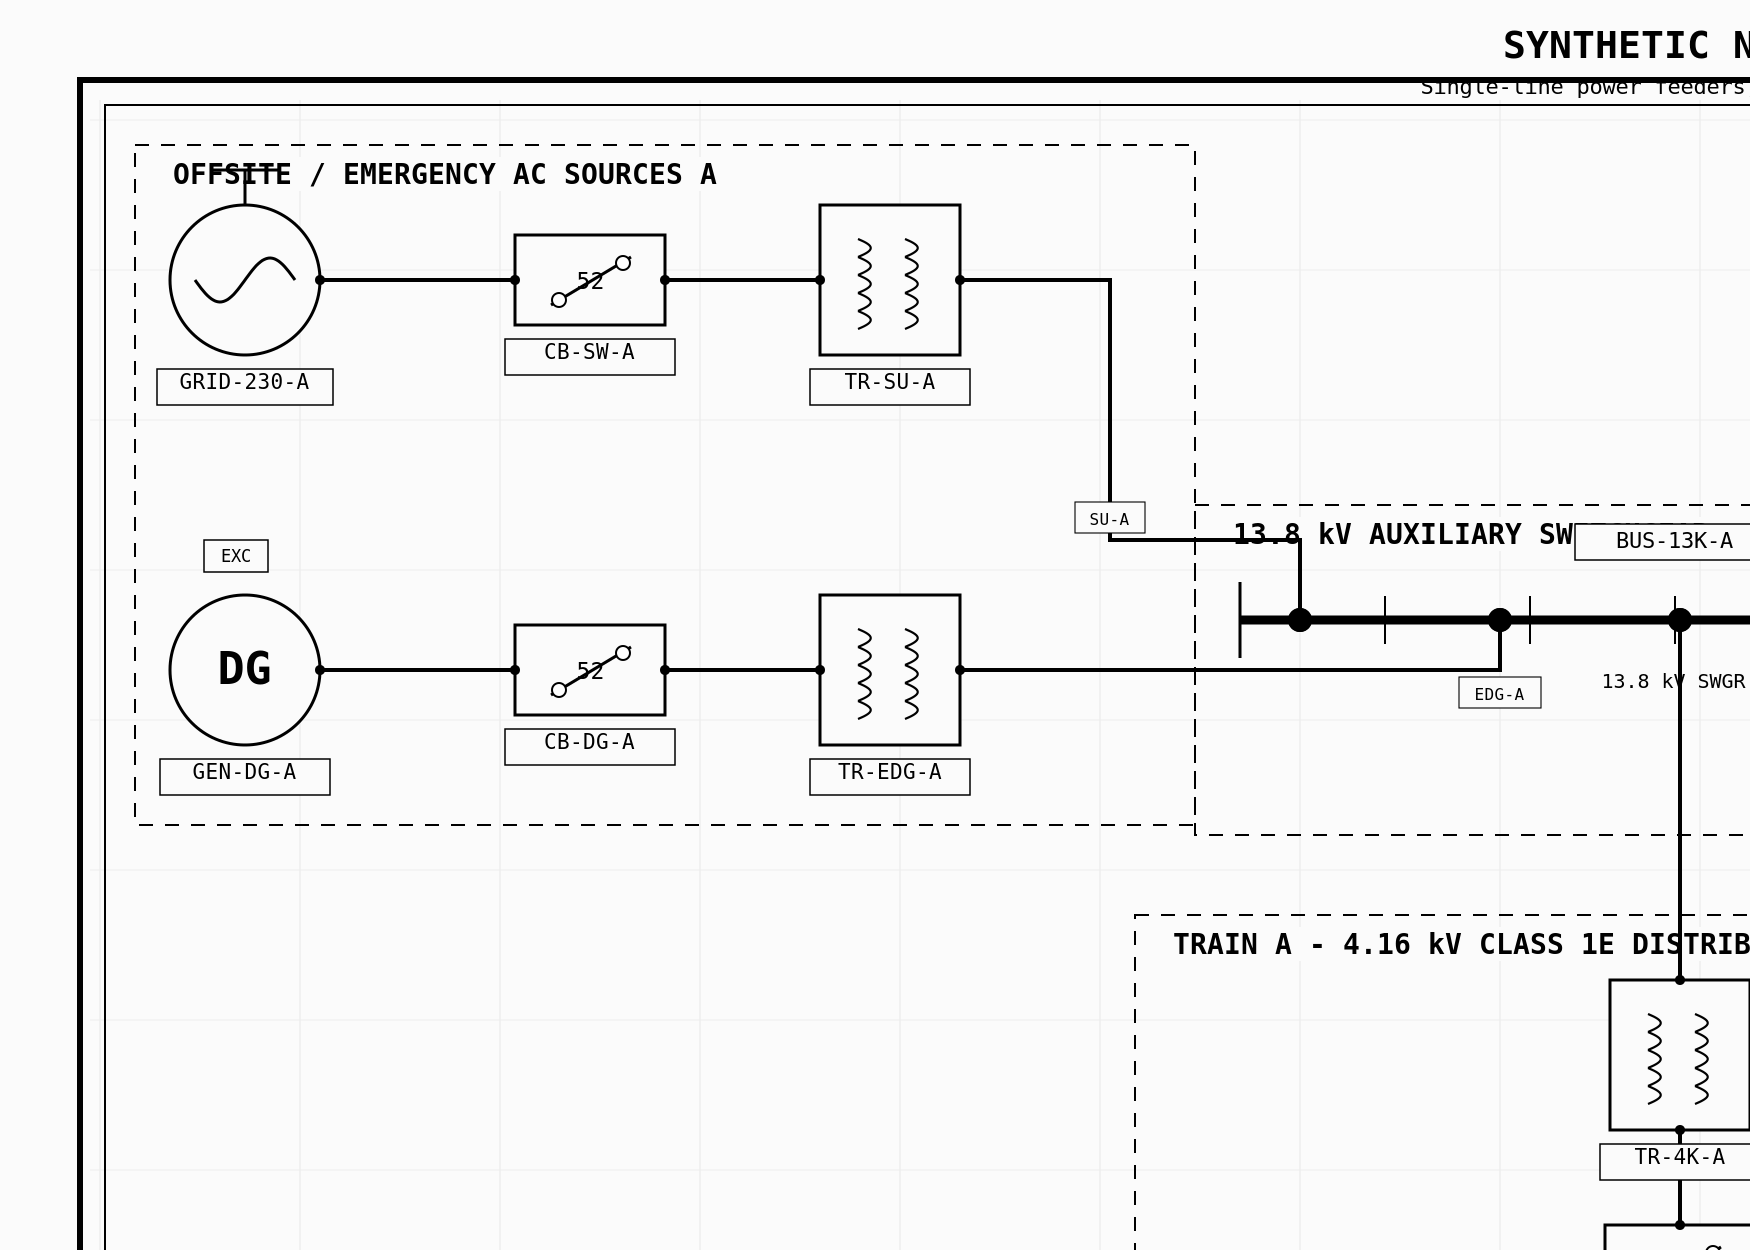 SYNTHETIC
Single-line power feeders
OFFSITE / EMERGENCY AC SOURCES A
52
CB-SW-A
GRID-230-A
TR-SU-A
SU-A
13.8 kV AUXILIARY
BUS-13K-A
EXC
DG
52
EDG-A
13.8 kV SWGR
CB-DG-A
GEN-DG-A
TR-EDG-A
TRAIN A - 4.16 kV CLASS 1E
TR-4K-A